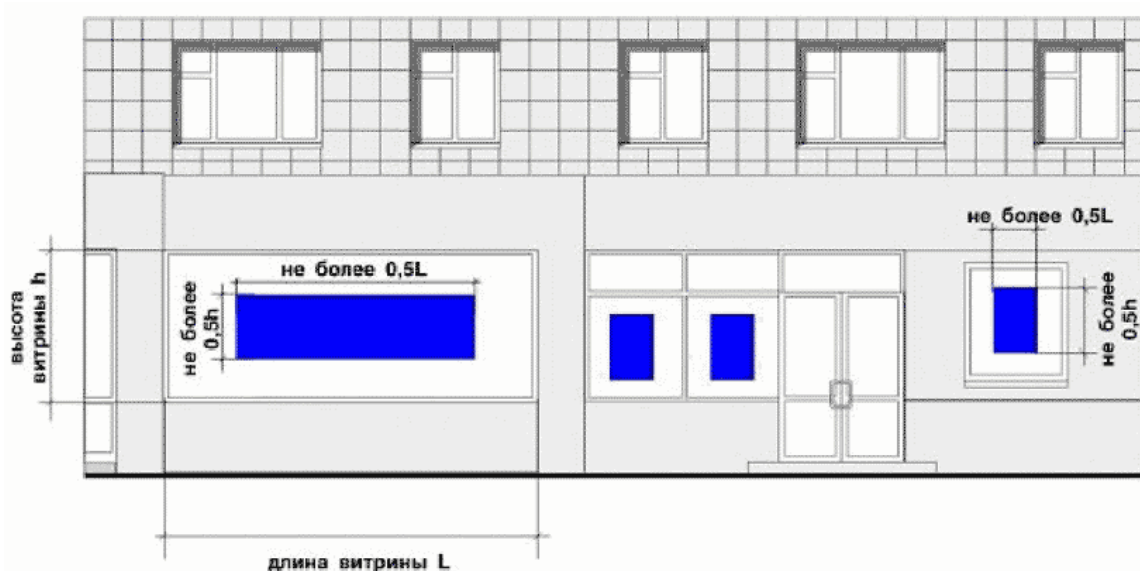 не более 0,5L
не более 0,5L
не более
0,5h
не более
0,5h
высота
витрины h
длина витрины L